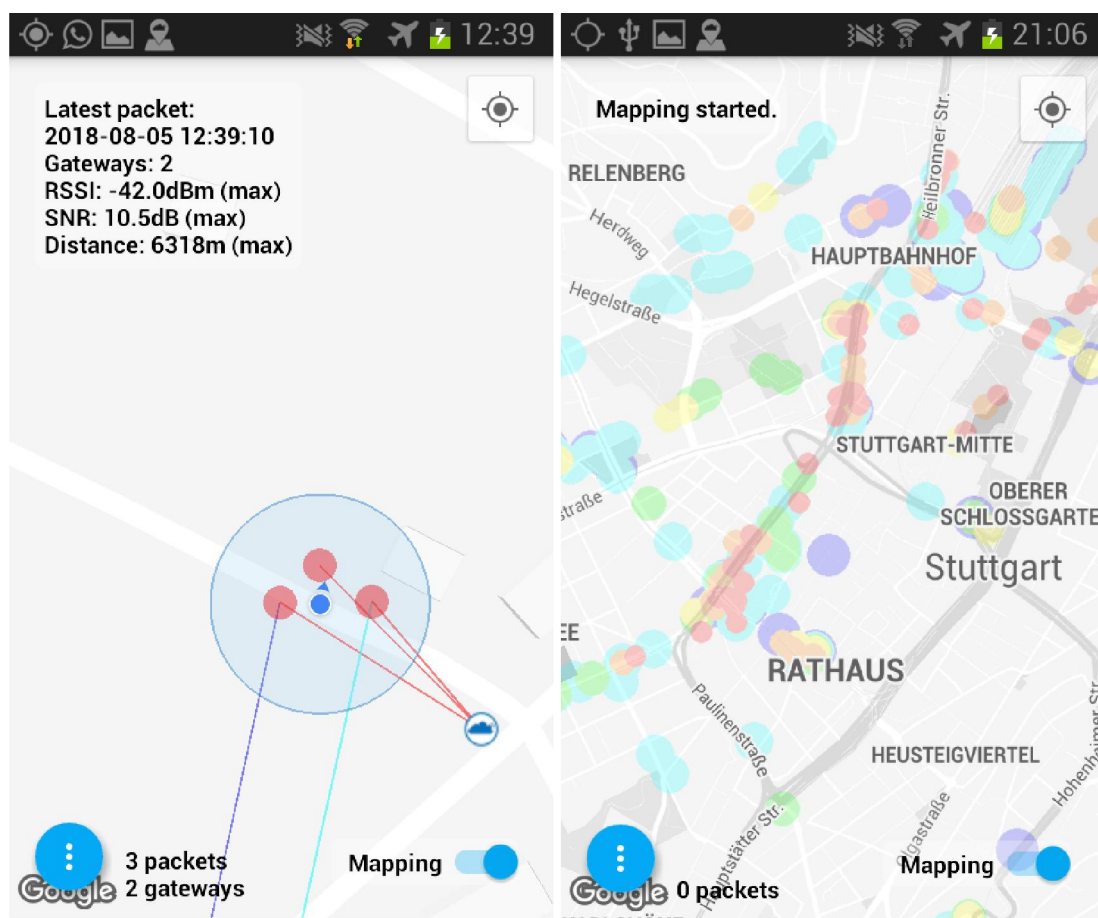 12:39
Latest packet:
2018-08-05 12:39:10
Gateways: 2
RSSI: -42.0dBm (max)
SNR: 10.5dB (max)
Distance: 6318m (max)
3 packets
2 gateways
Mapping
Google
21:06
Mapping started.
Heilbronner Str.
RELENBERG
Herdweg
HAUPTBAHNHOF
Hegelstraße
STUTTGART-MITTE
straße
OBERER
SCHLOSSGARTE
Stuttgart
EE
RATHAUS
Paulinenstraße
HEUSTEIGVIERTEL
Hohenheimer Str.
Hauptstätter Str.
Olgastraße
Mapping
Google
0 packets